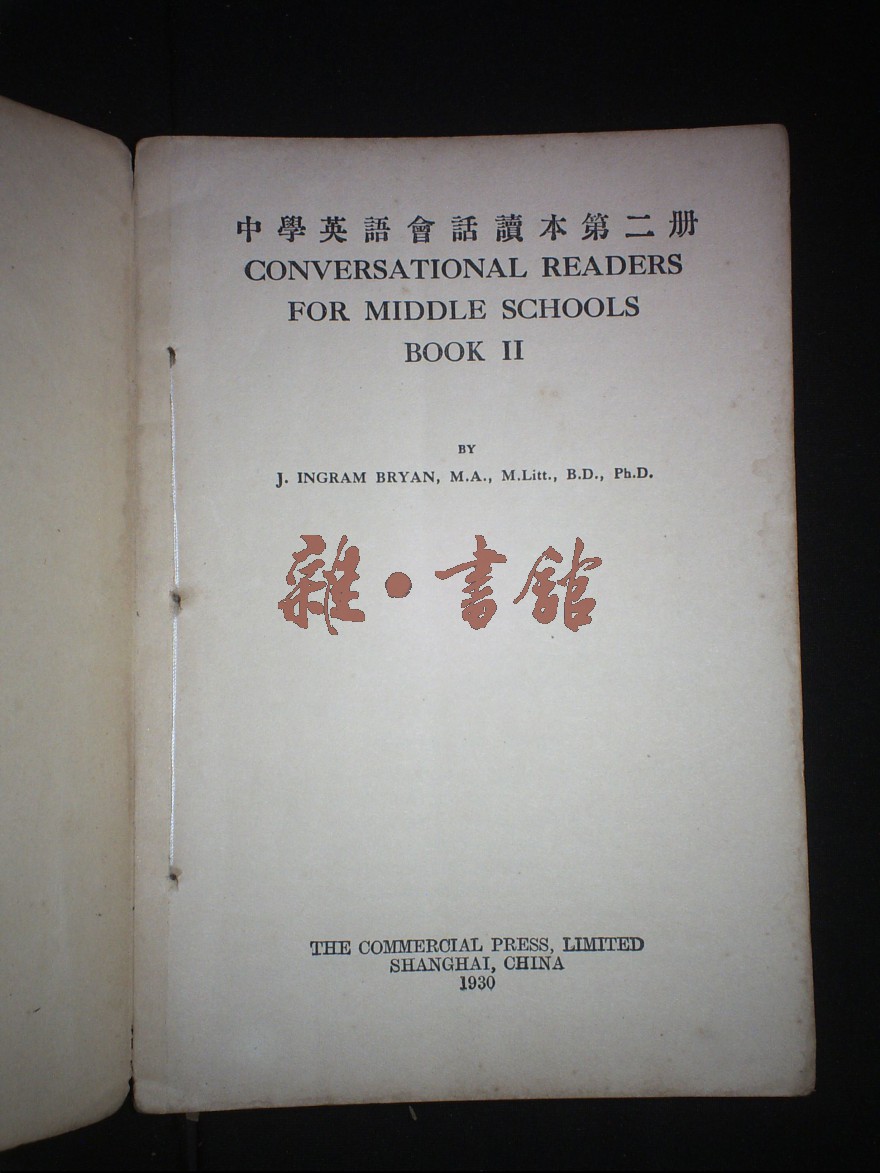 中學英語會話讀本第二册
CONVERSATIONAL READERS
FOR MIDDLE SCHOOLS
BOOK II
BY
J. INGRAM BRYAN, M.A., M.Litt., B.D., Ph.D.
雜·書館
THE COMMERCIAL PRESS, LIMITED
SHANGHAI, CHINA
1930